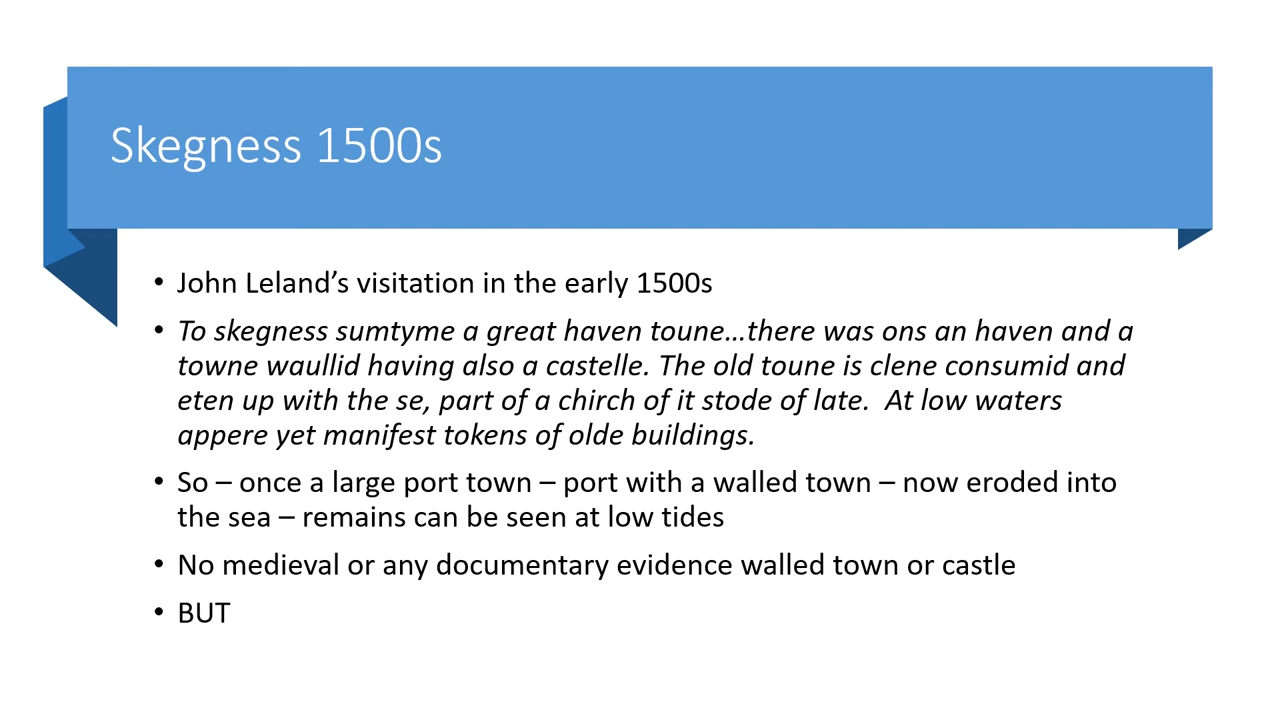 Skegness 1500s
• John Leland’s visitation in the early 1500s
• To skegness sumtyme a great haven toune...there was ons an haven and a
towne waullid having also a castelle. The old toune is clene consumid and
eten up with the se, part of a chirch of it stode of late.  At low waters
appere yet manifest tokens of olde buildings.
• So – once a large port town – port with a walled town – now eroded into
the sea – remains can be seen at low tides
• No medieval or any documentary evidence walled town or castle
• BUT